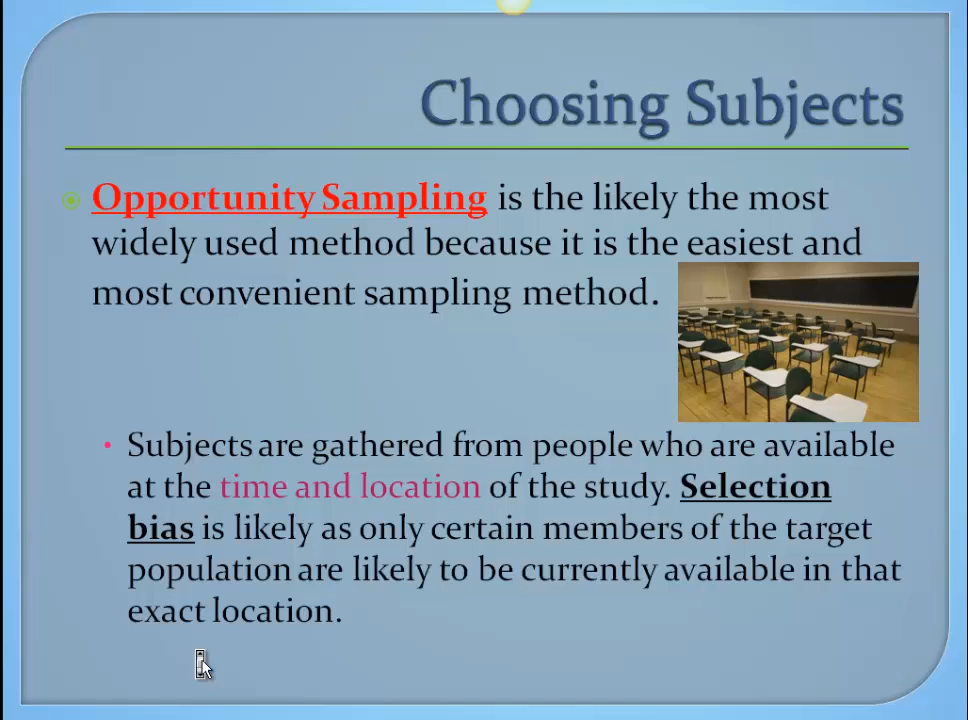 Choosing Subjects
Opportunity Sampling is the likely the most
widely used method because it is the easiest and
most convenient sampling method.
Subjects are gathered from people who are available
at the time and location of the study. Selection
bias is likely as only certain members of the target
population are likely to be currently available in that
exact location.